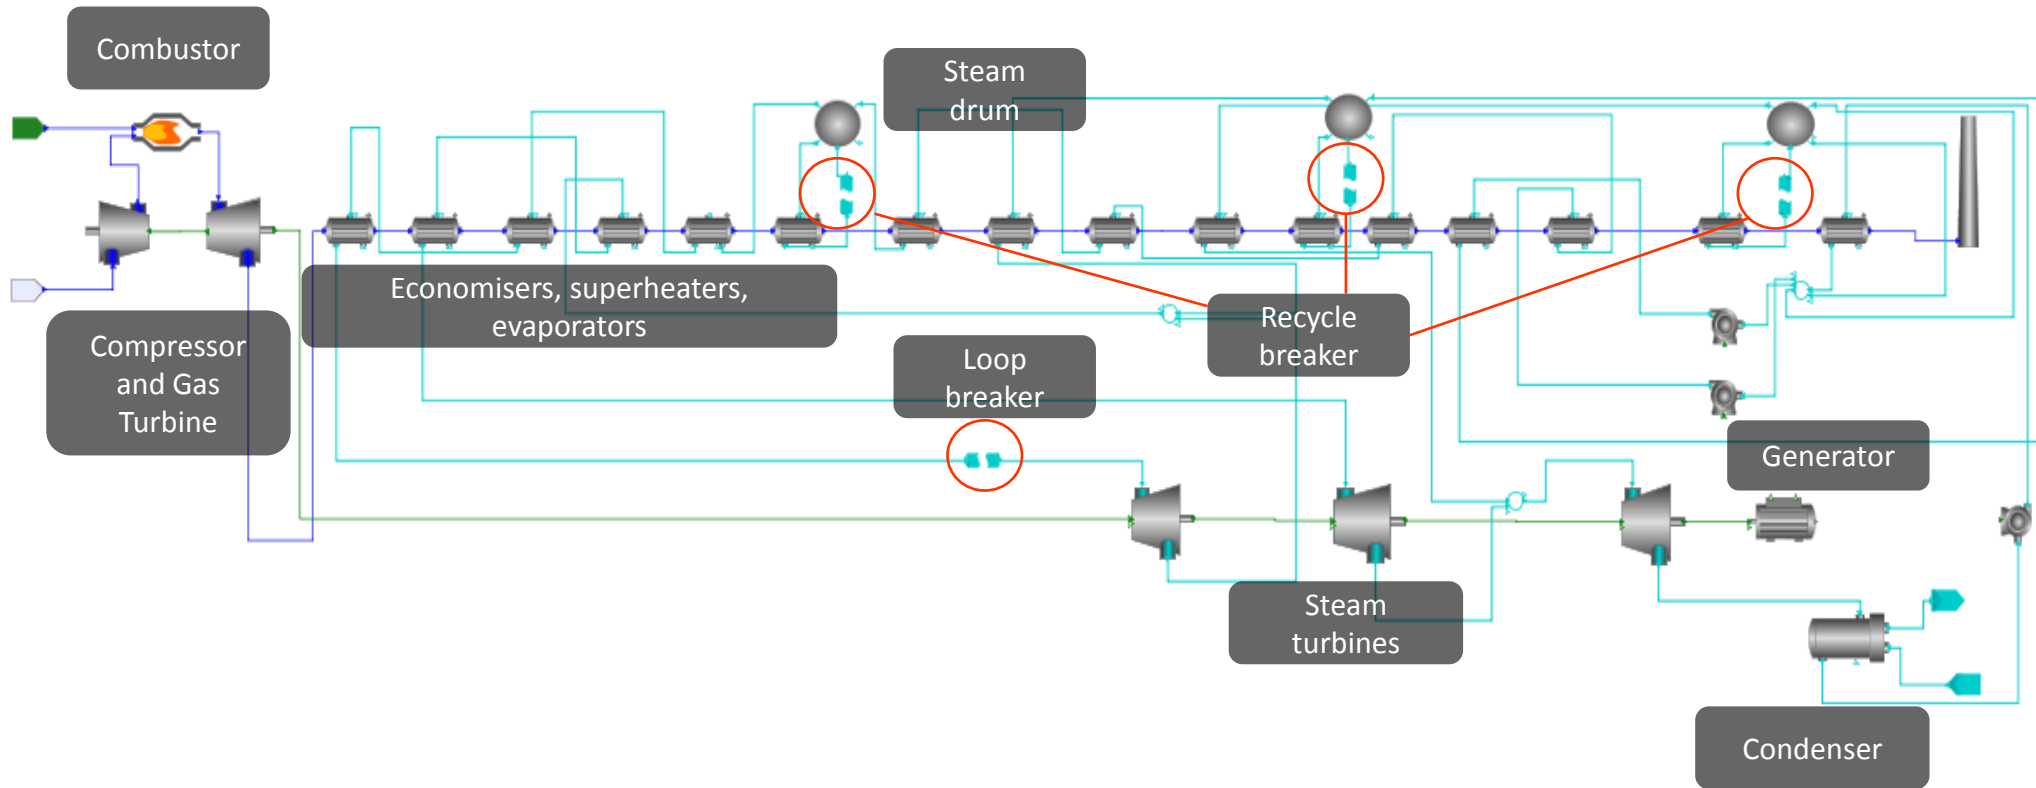 Combustor
Steam
drum
Economisers, superheaters,
evaporators
Compressor
and Gas
Turbine
Recycle
breaker
Loop
breaker
Generator
Steam
turbines
Condenser